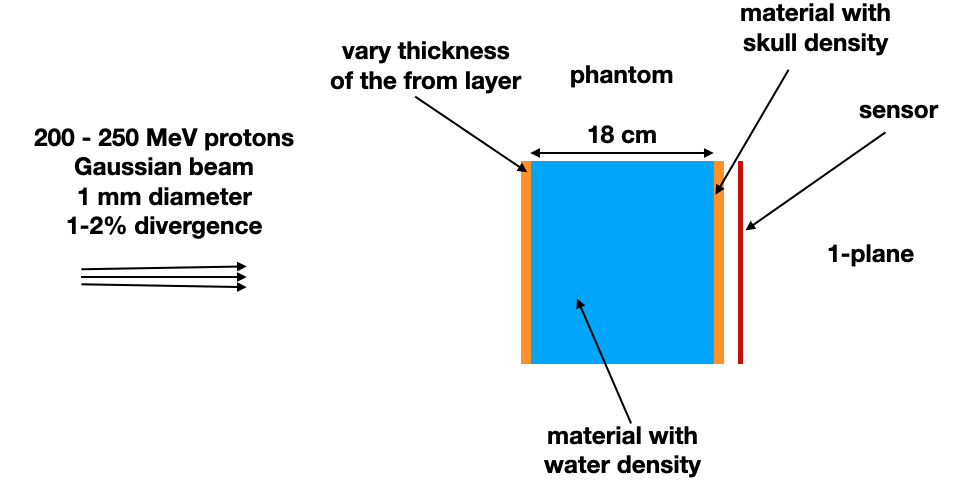 material with
skull density
vary thickness
of the from layer
phantom
sensor
18 cm
200 - 250 MeV protons
Gaussian beam
1 mm diameter
1-2% divergence
1-plane
material with
water density